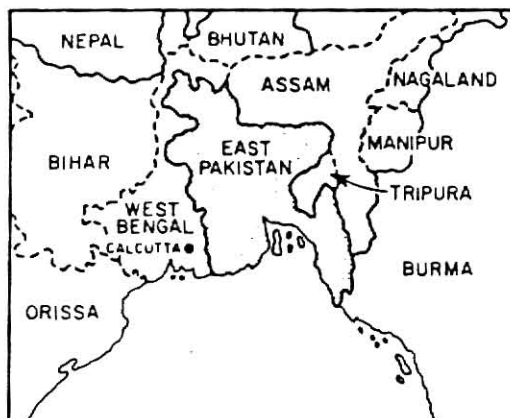 NEPAL
BHUTAN
ASSAM
NAGALAND
BIHAR
EAST
PAKISTAN
MANIPUR
TRIPURA
WEST
BENGAL
CALCUTTA
BURMA
ORISSA